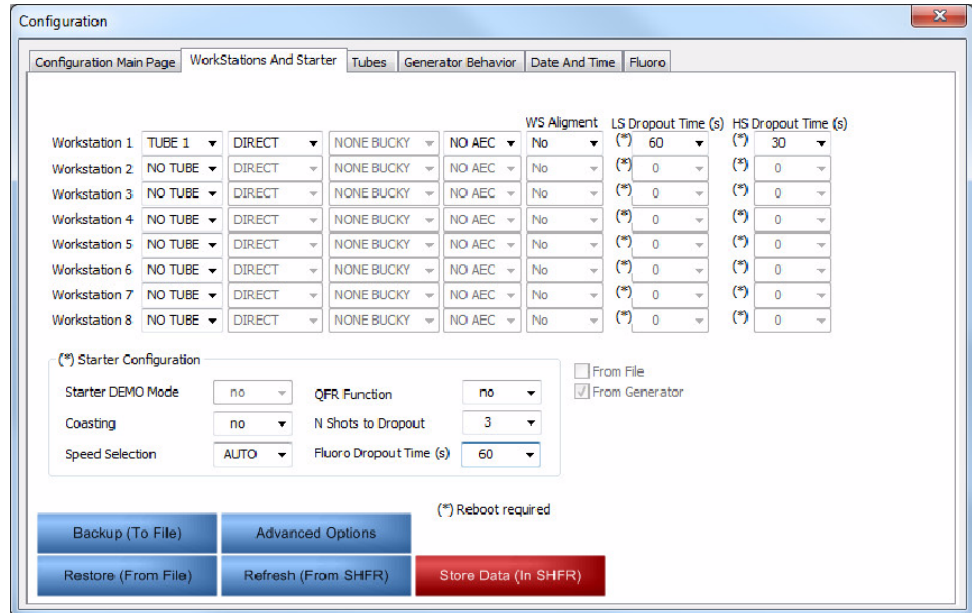 Configuration
Configuration Main Page WorkStations And Starter Tubes Generator Behavior Date And Time Fluoro
WS Aligment LS Dropout Time (s) HS Dropout Time (s)
Workstation 1 TUBE 1 DIRECT NONE BUCKY NO AEC No (*) 60 (*) 30
Workstation 2 NO TUBE DIRECT NONE BUCKY NO AEC No (*) 0 (*) 0
Workstation 3 NO TUBE DIRECT NONE BUCKY NO AEC No (*) 0 (*) 0
Workstation 4 NO TUBE DIRECT NONE BUCKY NO AEC No (*) 0 (*) 0
Workstation 5 NO TUBE DIRECT NONE BUCKY NO AEC No (*) 0 (*) 0
Workstation 6 NO TUBE DIRECT NONE BUCKY NO AEC No (*) 0 (*) 0
Workstation 7 NO TUBE DIRECT NONE BUCKY NO AEC No (*) 0 (*) 0
Workstation 8 NO TUBE DIRECT NONE BUCKY NO AEC No (*) 0 (*) 0
(*) Starter Configuration
From File
Starter DEMO Mode no QFR Function no From Generator
Coasting no N Shots to Dropout 3
Speed Selection AUTO Fluoro Dropout Time (s) 60
(*) Reboot required
Backup (To File) Advanced Options
Restore (From File) Refresh (From SHFR) Store Data (In SHFR)